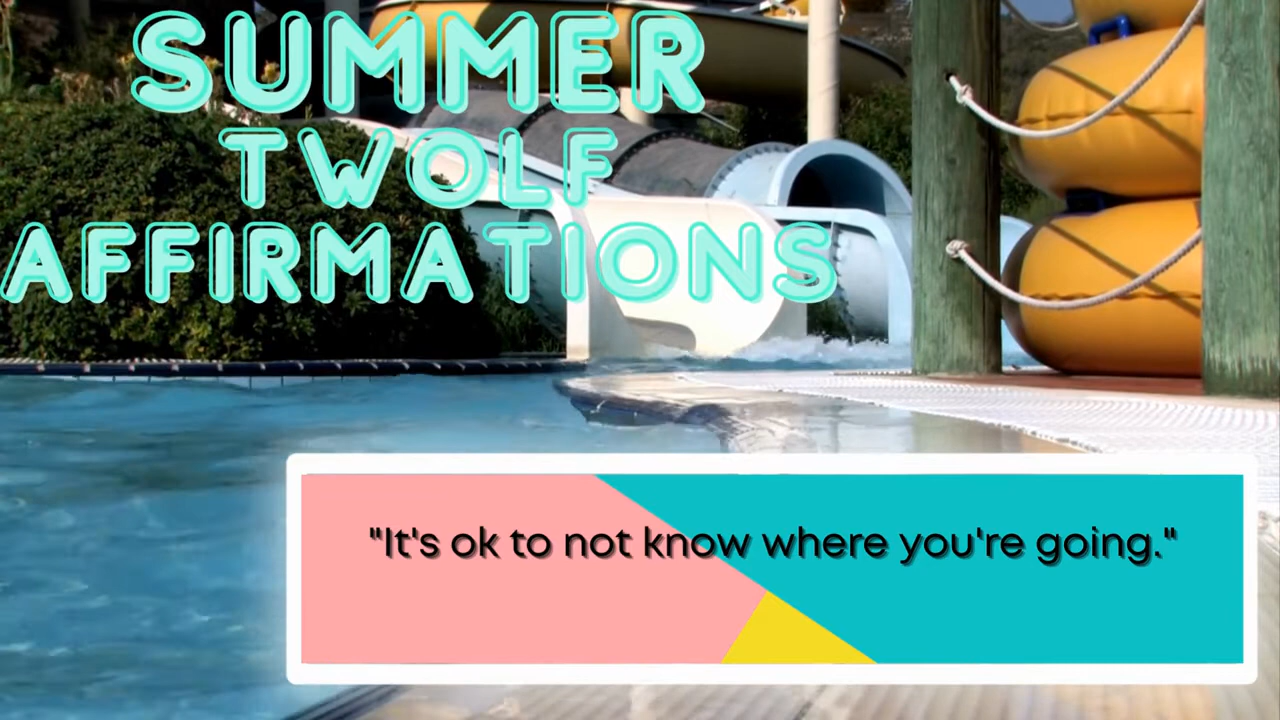 SUMMER
TWOLF
AFFIRMATIONS
"It's ok to not know where you're going."